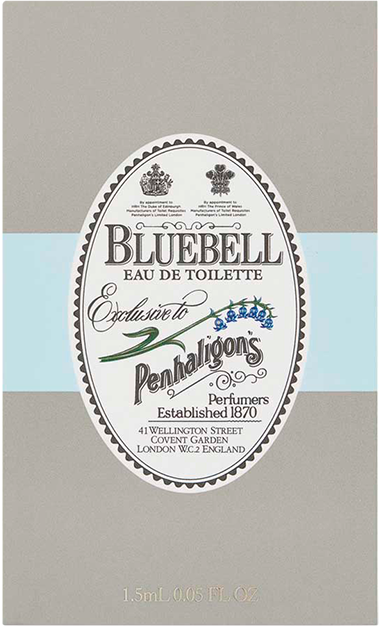 By appointment to
HRH The Duke of Edinburgh
Manufacturers of Toilet Requisites
Penhaligon's Limited London
By appointment to
HRH The Prince of Wales
Manufacturers of Toilet Requisites
Penhaligon's Limited London
BLUEBELL
EAU DE TOILETTE
Exclusive to
Penhaligon's
Perfumers
Established 1870
41 WELLINGTON STREET
COVENT GARDEN
LONDON W.C.2 ENGLAND
1.5mL 0.05 FL OZ